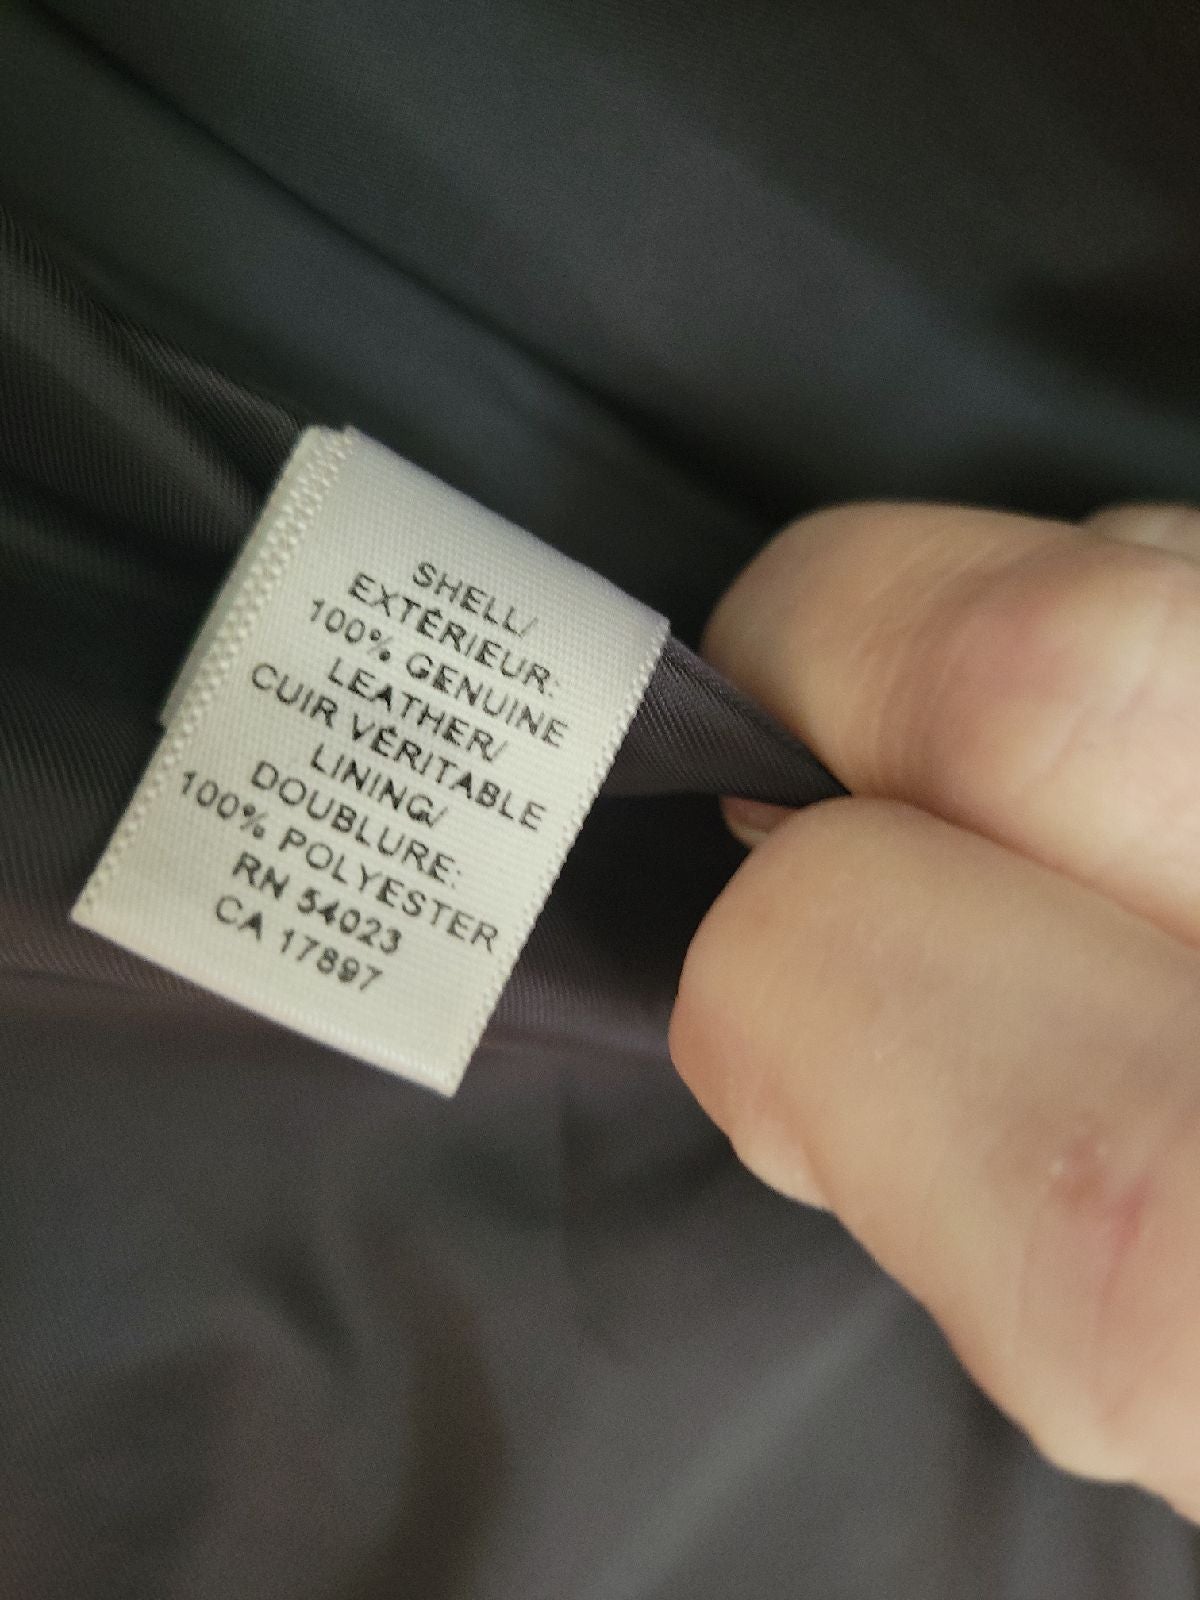 SHELL/
EXTÉRIEUR:
100% GENUINE
LEATHER/
CUIR VÉRITABLE
LINING/
DOUBLURE:
100% POLYESTER
RN 54023
CA 17897